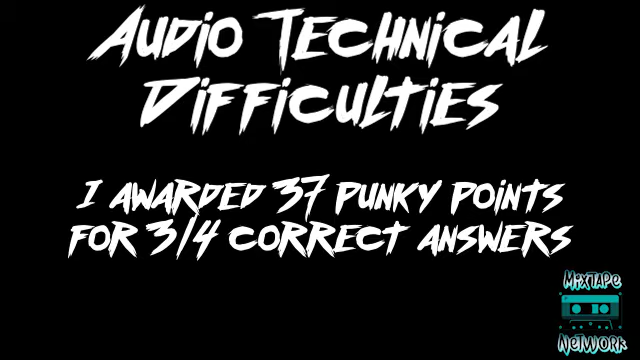 Audio Technical
Difficulties
I awarded 37 Punky Points
for 3/4 correct answers
MixTape
NeTWORK